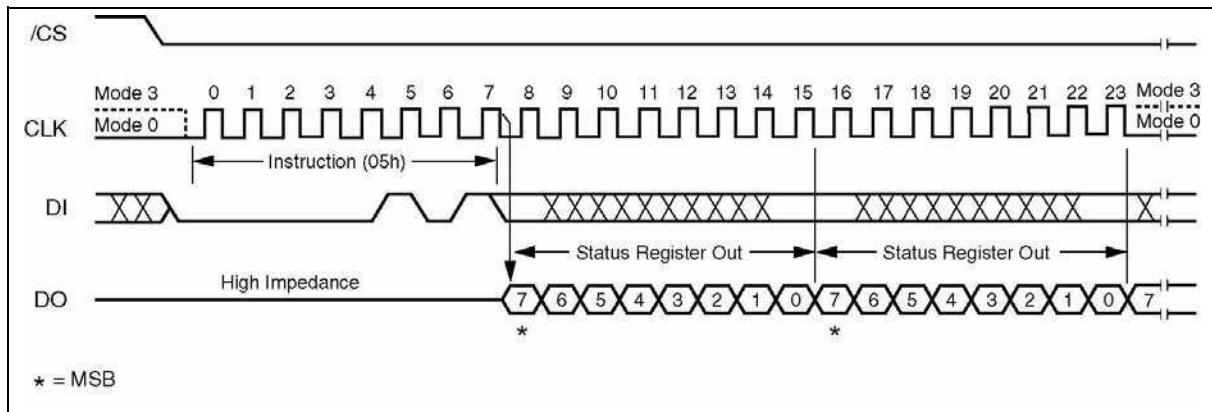 /CS
Mode 3 0 1 2 3 4 5 6 7 8 9 10 11 12 13 14 15 16 17 18 19 20 21 22 23 Mode 3
CLK Mode 0 Mode 0
Instruction (05h)
DI
Status Register Out Status Register Out
High Impedance
DO 7 6 5 4 3 2 1 0 7 6 5 4 3 2 1 0 7
* *
* = MSB